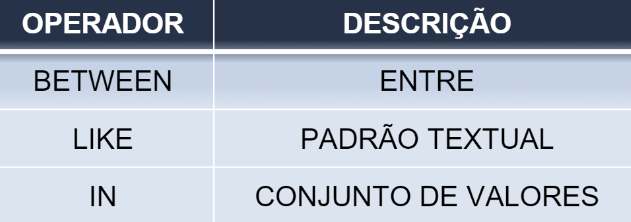 OPERADOR DESCRIÇÃO
BETWEEN ENTRE
LIKE PADRÃO TEXTUAL
IN CONJUNTO DE VALORES